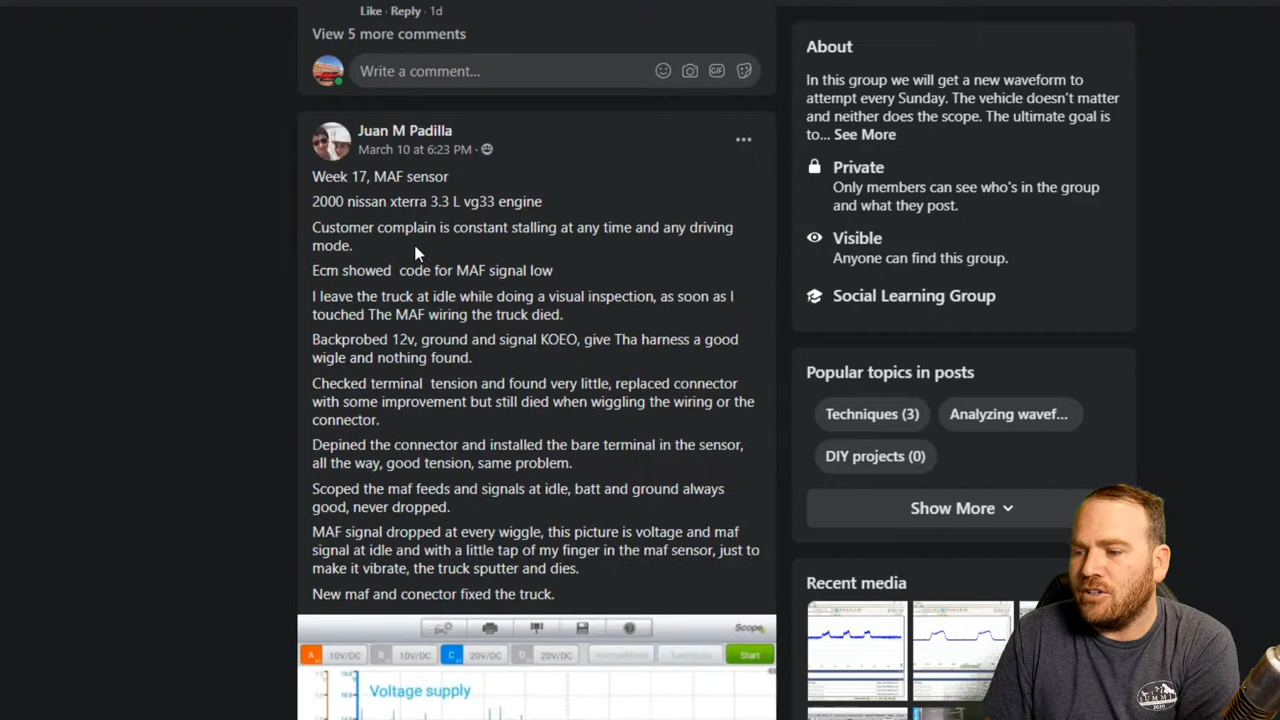 Like · Reply · 1d
View 5 more comments
Write a comment...
GIF
Juan M Padilla
March 10 at 6:23 PM ·
Week 17, MAF sensor
2000 nissan xterra 3.3 L vg33 engine
Customer complain is constant stalling at any time and any driving
mode.
Ecm showed code for MAF signal low
I leave the truck at idle while doing a visual inspection, as soon as I
touched The MAF wiring the truck died.
Backprobed 12v, ground and signal KOEO, give Tha harness a good
wigle and nothing found.
Checked terminal tension and found very little, replaced connector
with some improvement but still died when wiggling the wiring or the
connector.
Depined the connector and installed the bare terminal in the sensor,
all the way, good tension, same problem.
Scoped the maf feeds and signals at idle, batt and ground always
good, never dropped.
MAF signal dropped at every wiggle, this picture is voltage and maf
signal at idle and with a little tap of my finger in the maf sensor, just to
make it vibrate, the truck sputter and dies.
New maf and conector fixed the truck.
Scope
A 10V/DC B 10V/DC C 20V/DC D 20V/DC Start
Voltage supply
About
In this group we will get a new waveform to
attempt every Sunday. The vehicle doesn't matter
and neither does the scope. The ultimate goal is
to... See More
Private
Only members can see who's in the group
and what they post.
Visible
Anyone can find this group.
Social Learning Group
Popular topics in posts
Techniques (3)
Analyzing wavef...
DIY projects (0)
Show More
Recent media
SUMMIT
2020